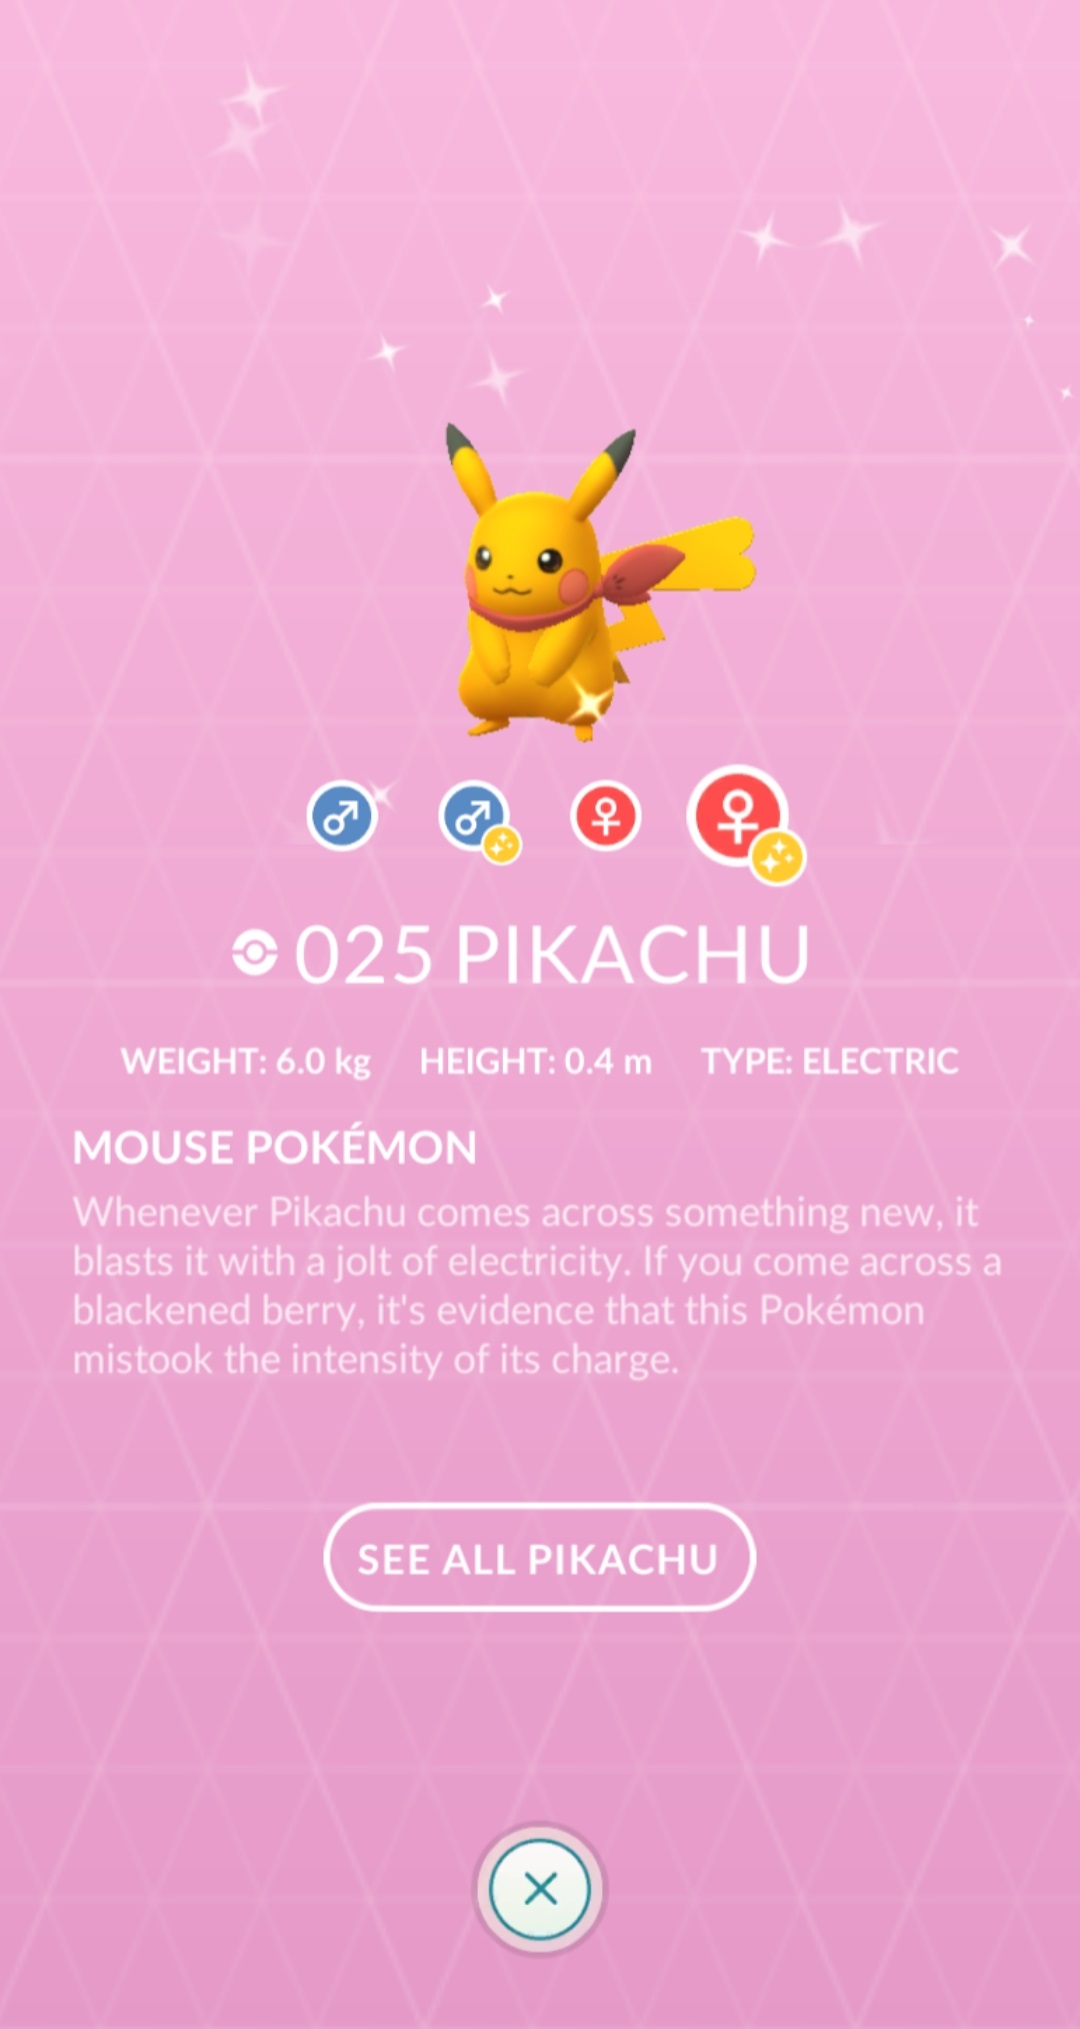 025 PIKACHU
WEIGHT: 6.0 kg HEIGHT: 0.4 m TYPE: ELECTRIC
MOUSE POKÉMON
Whenever Pikachu comes across something new, it
blasts it with a jolt of electricity. If you come across a
blackened berry, it's evidence that this Pokémon
mistook the intensity of its charge.
SEE ALL PIKACHU